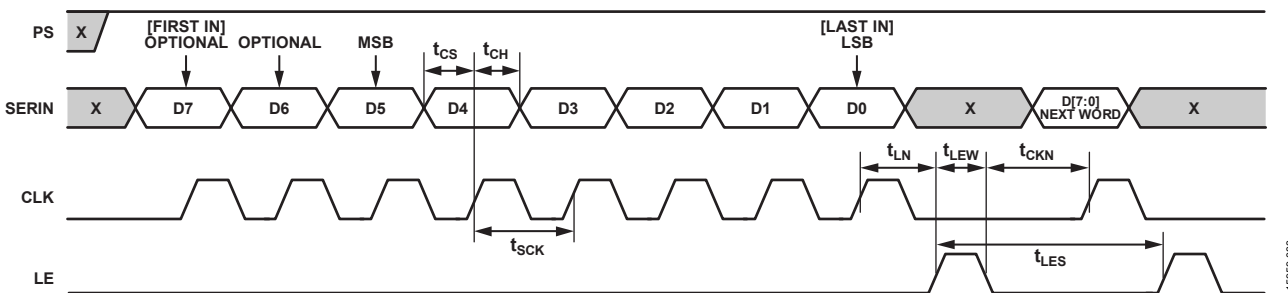 PS X
[FIRST IN]
OPTIONAL OPTIONAL MSB tCS tCH [LAST IN]
LSB
SERIN X D7 D6 D5 D4 D3 D2 D1 D0 X D[7:0]
NEXT WORD X
tLN tLEW tCKN
CLK
tSCK tLES
LE